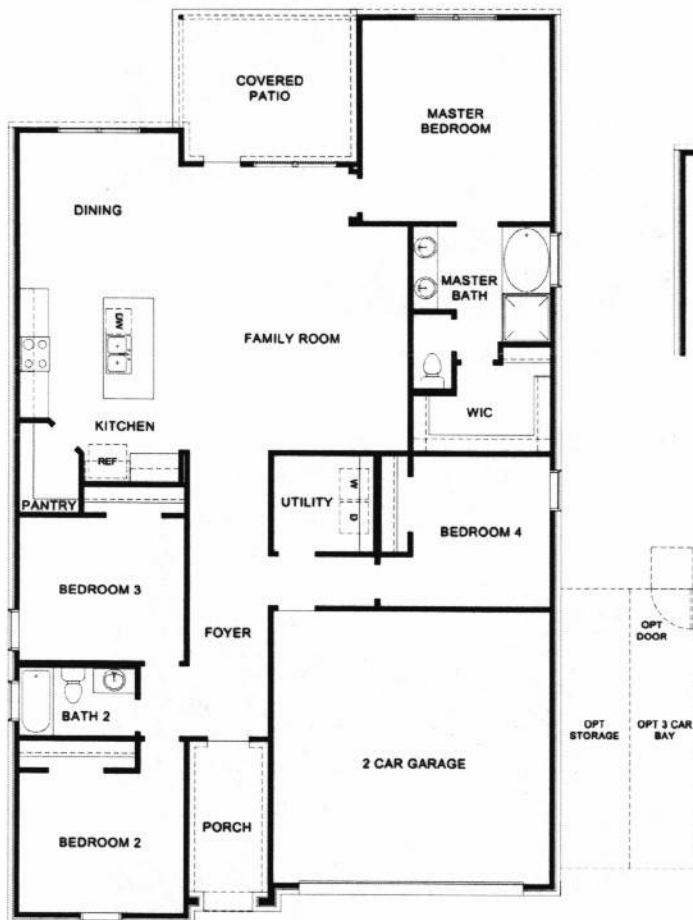 COVERED
PATIO
MASTER
BEDROOM
DINING
MASTER
BATH
DW
FAMILY ROOM
KITCHEN
WIC
REF
PANTRY
UTILITY
W
D
BEDROOM 4
BEDROOM 3
FOYER
OPT
DOOR
BATH 2
OPT
STORAGE
OPT 3 CAR
BAY
2 CAR GARAGE
PORCH
BEDROOM 2